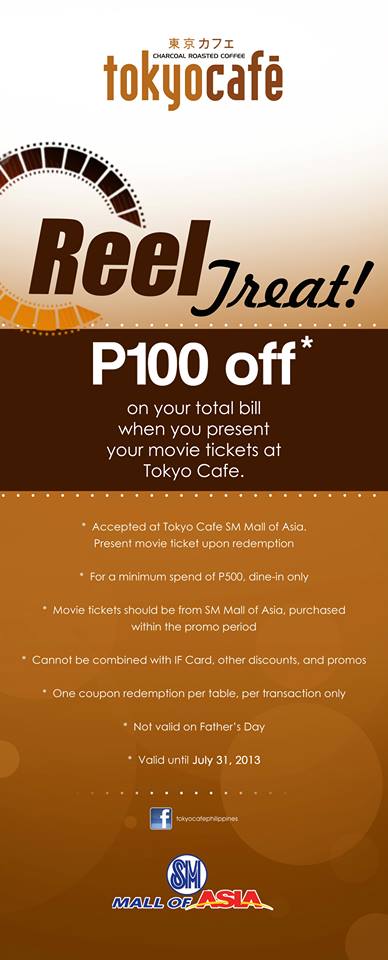 東京カフェ
CHARCOAL ROASTED COFFEE
tokyocafē
Reel
Treat!
P100 off*
on your total bill
when you present
your movie tickets at
Tokyo Cafe.
* Accepted at Tokyo Cafe SM Mall of Asia.
Present movie ticket upon redemption
* For a minimum spend of P500, dine-in only
* Movie tickets should be from SM Mall of Asia, purchased
within the promo period
* Cannot be combined with IF Card, other discounts, and promos
* One coupon redemption per table, per transaction only
* Not valid on Father's Day
* Valid until July 31, 2013
f tokyocafephilippines
SM
MALL OF ASIA